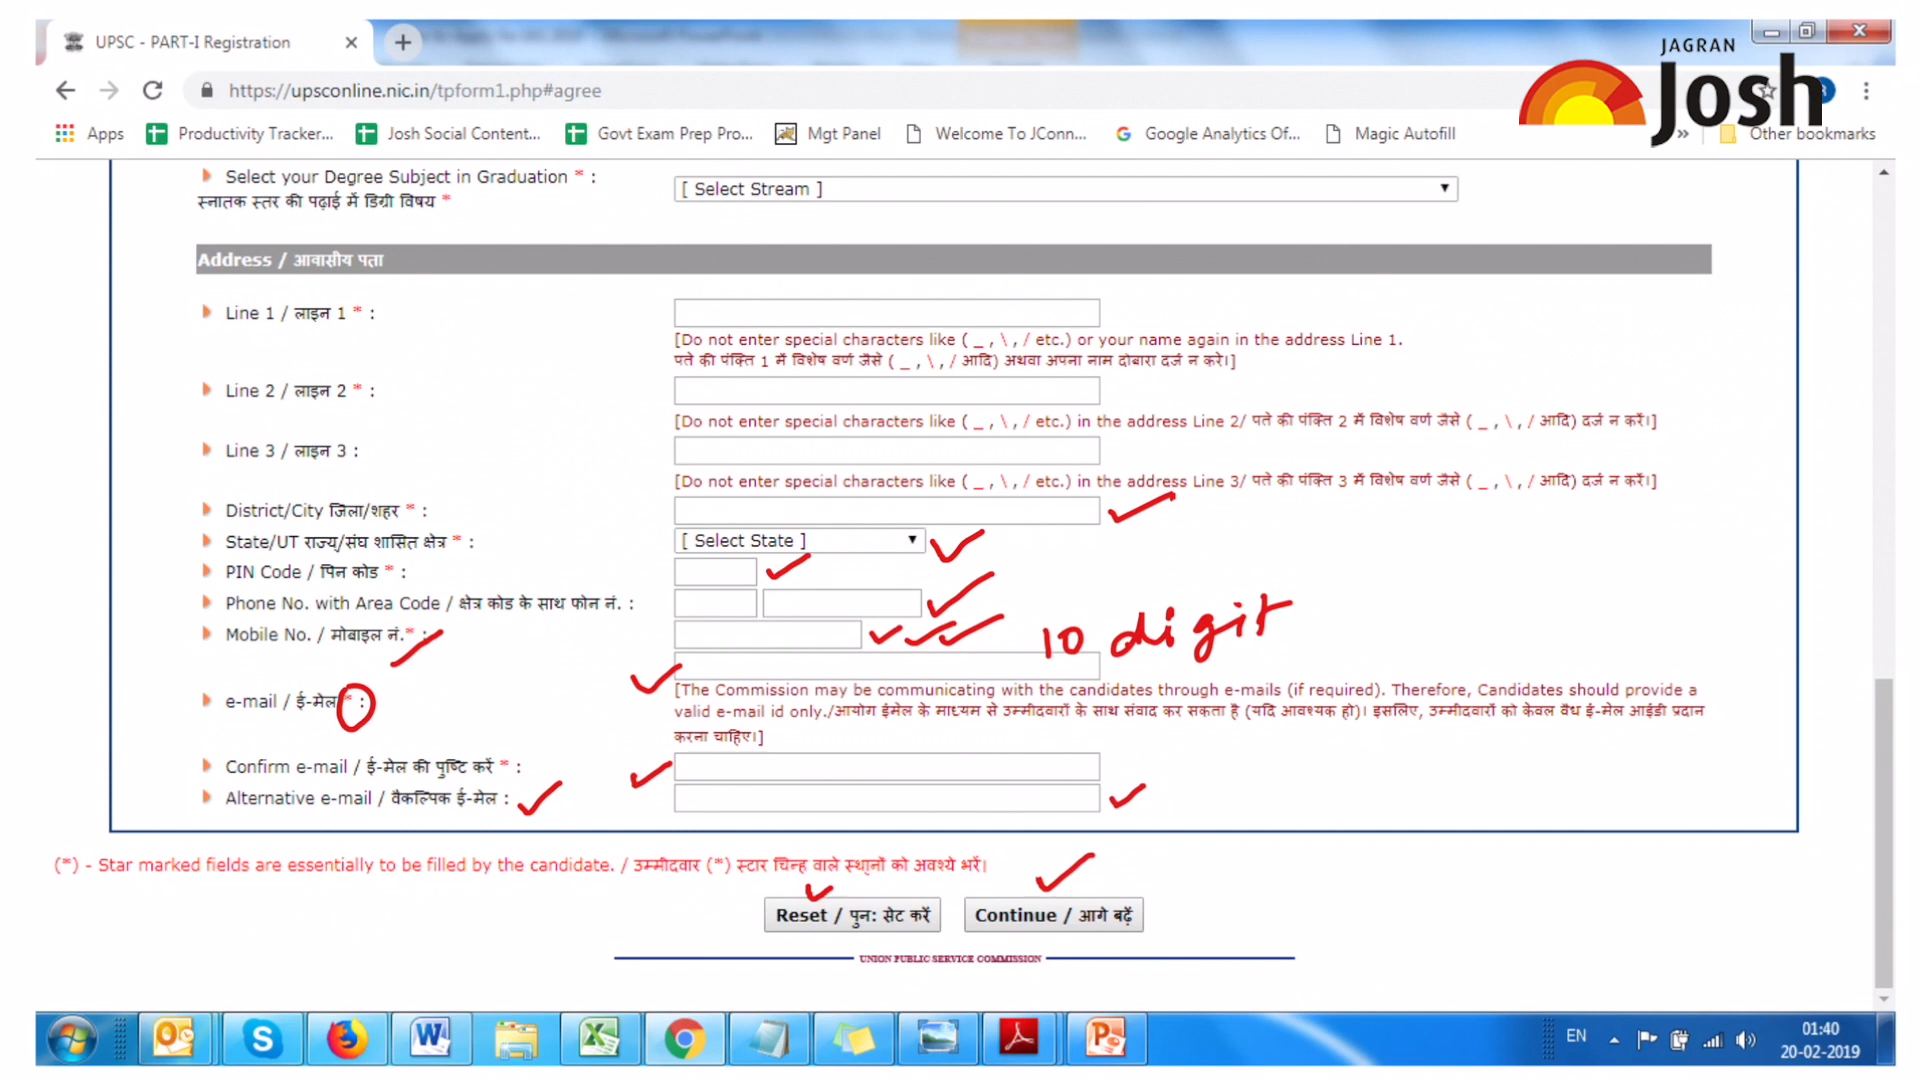 UPSC - PART-I Registration
JAGRAN
Josh
https://upsconline.nic.in/tpform1.php#agree
Apps
Productivity Tracker...
Josh Social Content...
Govt Exam Prep Pro...
Mgt Panel
Welcome To JConn...
Google Analytics Of...
Magic Autofill
»
Other bookmarks
Select your Degree Subject in Graduation * :
स्नातक स्तर की पढ़ाई में डिग्री विषय *
[ Select Stream ]
Address / आवासीय पता
Line 1 / लाइन 1 * :
[Do not enter special characters like ( _ , \ , / etc.) or your name again in the address Line 1.
पते की पंक्ति 1 में विशेष वर्ण जैसे ( _ , \ , / आदि) अथवा अपना नाम दोबारा दर्ज न करे।]
Line 2 / लाइन 2 * :
[Do not enter special characters like ( _ , \ , / etc.) in the address Line 2/ पते की पंक्ति 2 में विशेष वर्ण जैसे ( _ , \ , / आदि) दर्ज न करें।]
Line 3 / लाइन 3 :
[Do not enter special characters like ( _ , \ , / etc.) in the address Line 3/ पते की पंक्ति 3 में विशेष वर्ण जैसे ( _ , \ , / आदि) दर्ज न करें।]
District/City जिला/शहर * :
State/UT राज्य/संघ शासित क्षेत्र * :
[ Select State ]
PIN Code / पिन कोड * :
Phone No. with Area Code / क्षेत्र कोड के साथ फोन नं. :
Mobile No. / मोबाइल नं.* :
10 digit
e-mail / ई-मेल * :
[The Commission may be communicating with the candidates through e-mails (if required). Therefore, Candidates should provide a
valid e-mail id only./आयोग ईमेल के माध्यम से उम्मीदवारों के साथ संवाद कर सकता है (यदि आवश्यक हो)। इसलिए, उम्मीदवारों को केवल वैध ई-मेल आईडी प्रदान
करना चाहिए।]
Confirm e-mail / ई-मेल की पुष्टि करें * :
Alternative e-mail / वैकल्पिक ई-मेल :
(*) - Star marked fields are essentially to be filled by the candidate. / उम्मीदवार (*) स्टार चिन्ह वाले स्थानों को अवश्ये भरें।
Reset / पुन: सेट करें
Continue / आगे बढ़ें
UNION PUBLIC SERVICE COMMISSION
EN
01:40
20-02-2019